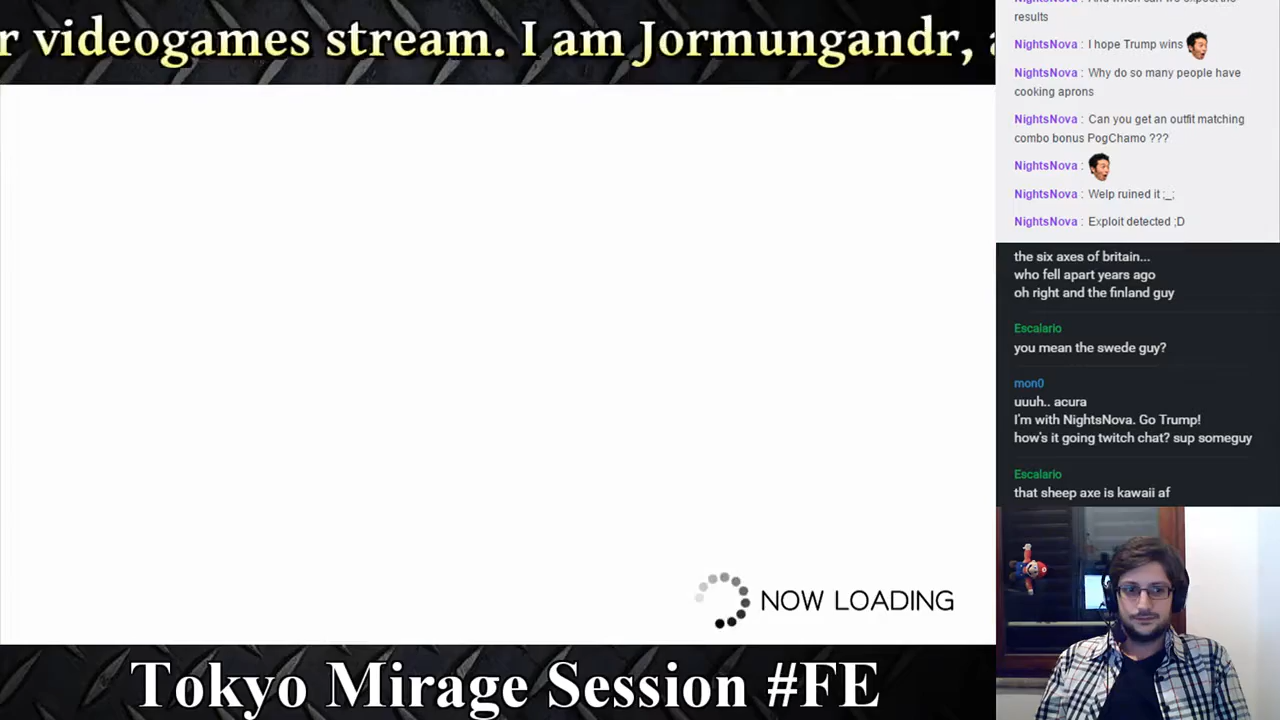 r videogames stream. I am Jormungandr,
NOW LOADING
Tokyo Mirage Session #FE
results
NightsNova : I hope Trump wins
NightsNova : Why do so many people have
cooking aprons
NightsNova : Can you get an outfit matching
combo bonus PogChamo ???
NightsNova :
NightsNova : Welp ruined it ;_;
NightsNova : Exploit detected ;D
the six axes of britain...
who fell apart years ago
oh right and the finland guy
Escalario
you mean the swede guy?
mon0
uuuh.. acura
I'm with NightsNova. Go Trump!
how's it going twitch chat? sup someguy
Escalario
that sheep axe is kawaii af